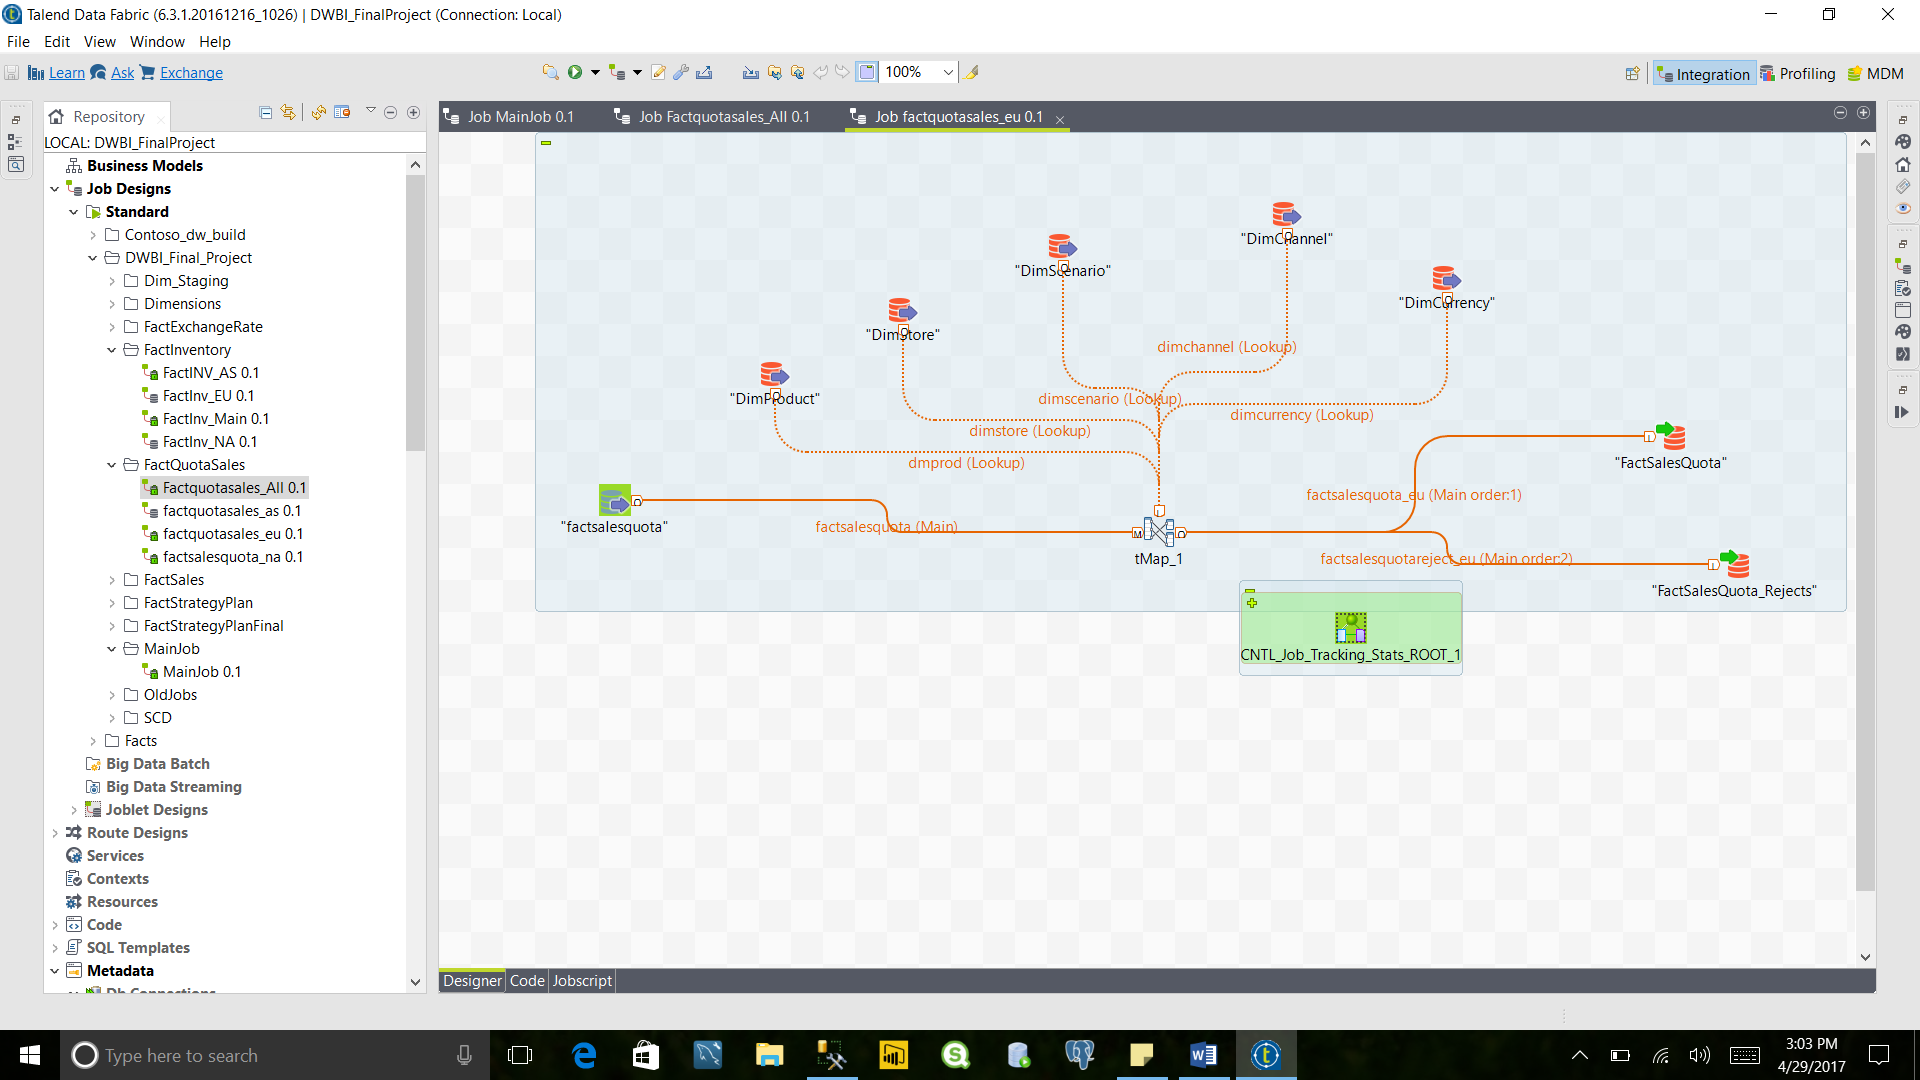 Talend Data Fabric (6.3.1.20161216_1026) | DWBI_FinalProject (Connection: Local)
File Edit View Window Help
Learn Ask Exchange
100%
Integration Profiling MDM
Repository
LOCAL: DWBI_FinalProject
Business Models
Job Designs
Standard
Contoso_dw_build
DWBI_Final_Project
Dim_Staging
Dimensions
FactExchangeRate
FactInventory
FactINV_AS 0.1
FactInv_EU 0.1
FactInv_Main 0.1
FactInv_NA 0.1
FactQuotaSales
Factquotasales_All 0.1
factquotasales_as 0.1
factquotasales_eu 0.1
factsalesquota_na 0.1
FactSales
FactStrategyPlan
FactStrategyPlanFinal
MainJob
MainJob 0.1
OldJobs
SCD
Facts
Big Data Batch
Big Data Streaming
Joblet Designs
Route Designs
Services
Contexts
Resources
Code
SQL Templates
Metadata
Db Connections
Job MainJob 0.1 Job Factquotasales_All 0.1 Job factquotasales_eu 0.1
"DimChannel"
"DimScenario"
"DimCurrency"
"DimStore"
dimchannel (Lookup)
"DimProduct"
dimscenario (Lookup)
dimcurrency (Lookup)
dimstore (Lookup)
dmprod (Lookup)
"FactSalesQuota"
factsalesquota_eu (Main order:1)
"factsalesquota"
factsalesquota (Main)
tMap_1
factsalesquotareject_eu (Main order:2)
"FactSalesQuota_Rejects"
CNTL_Job_Tracking_Stats_ROOT_1
Designer Code Jobscript
Type here to search
3:03 PM
4/29/2017